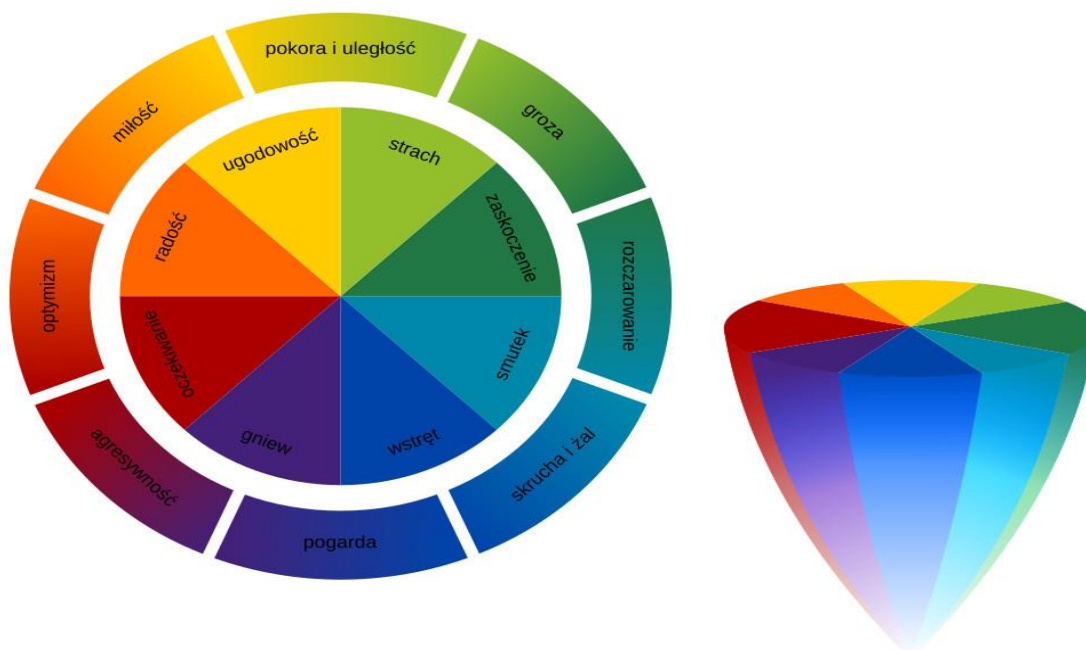 pokora i uległość
groza
rozczarowanie
skrucha i żal
pogarda
agresywność
optymizm
miłość
ugodowość
strach
zaskoczenie
smutek
wstręt
gniew
oczekiwanie
radość